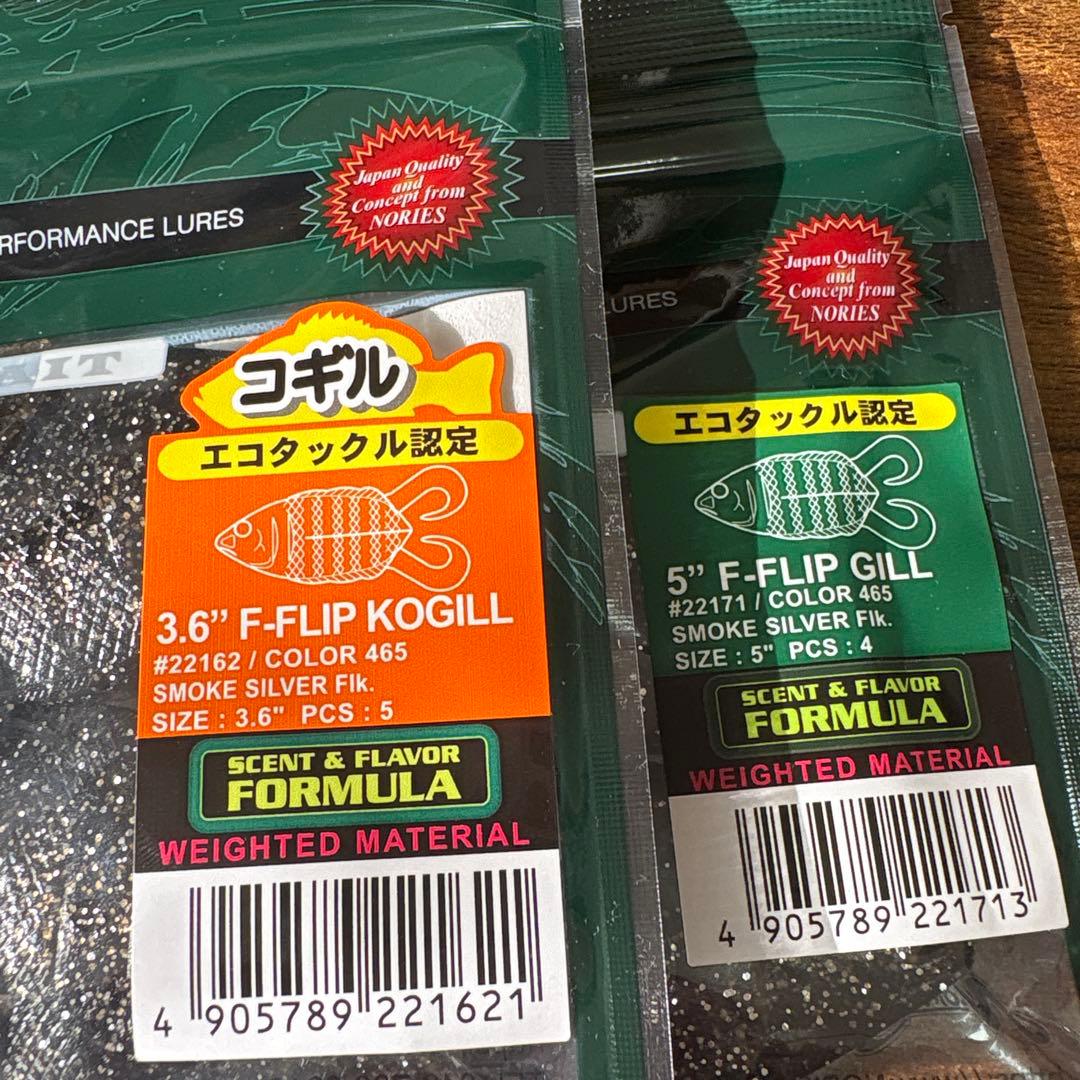 RFORMANCE LURES
Japan Quality
and
Concept from
NORIES
コギル
エコタックル認定
3.6” F-FLIP KOGILL
#22162 / COLOR 465
SMOKE SILVER Flk.
SIZE : 3.6" PCS : 5
SCENT & FLAVOR
FORMULA
WEIGHTED MATERIAL
4 905789 221621
LURES
Japan Quality
and
Concept from
NORIES
エコタックル認定
5” F-FLIP GILL
#22171 / COLOR 465
SMOKE SILVER Flk.
SIZE : 5" PCS : 4
SCENT & FLAVOR
FORMULA
WEIGHTED MATERIAL
4 905789 221713